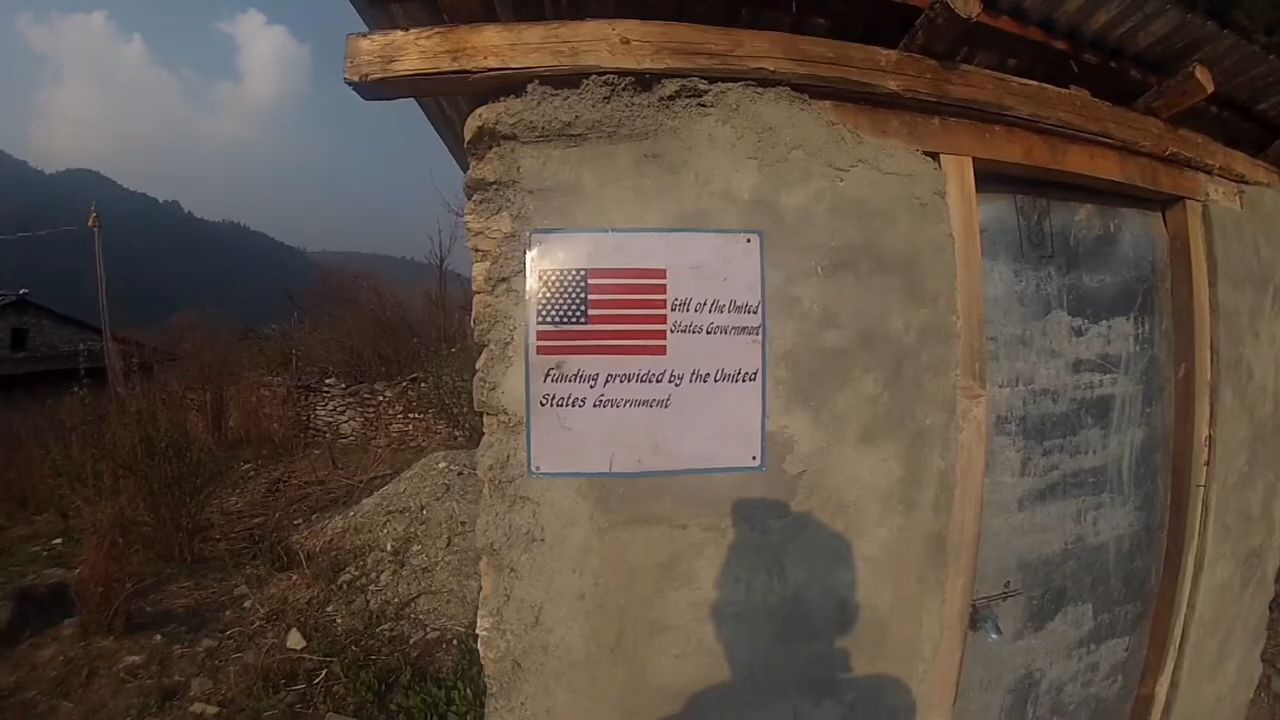 Gift of the United
States Government
Funding provided by the United
States Government